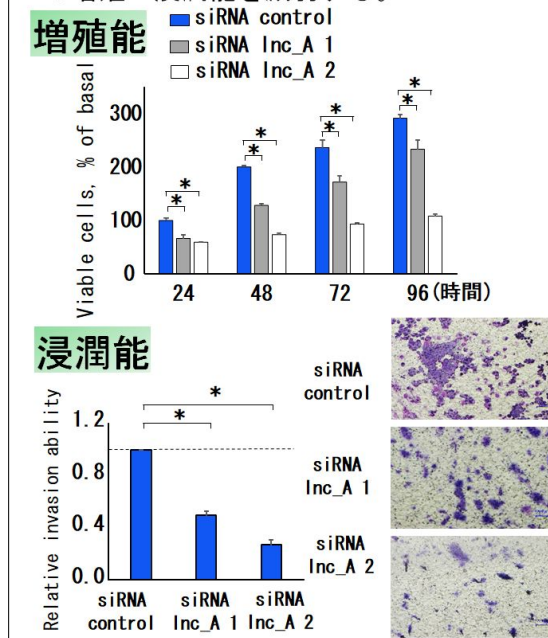 増殖能
siRNA control
siRNA lnc_A 1
siRNA lnc_A 2
Viable cells, % of basal
300
200
100
0
*
*
*
*
*
*
*
*
24 48 72 96(時間)
浸潤能
Relative invasion ability
1.2
0.8
0.4
0.0
*
*
siRNA control
siRNA lnc_A 1
siRNA lnc_A 2
siRNA
control
siRNA
lnc_A 1
siRNA
lnc_A 2